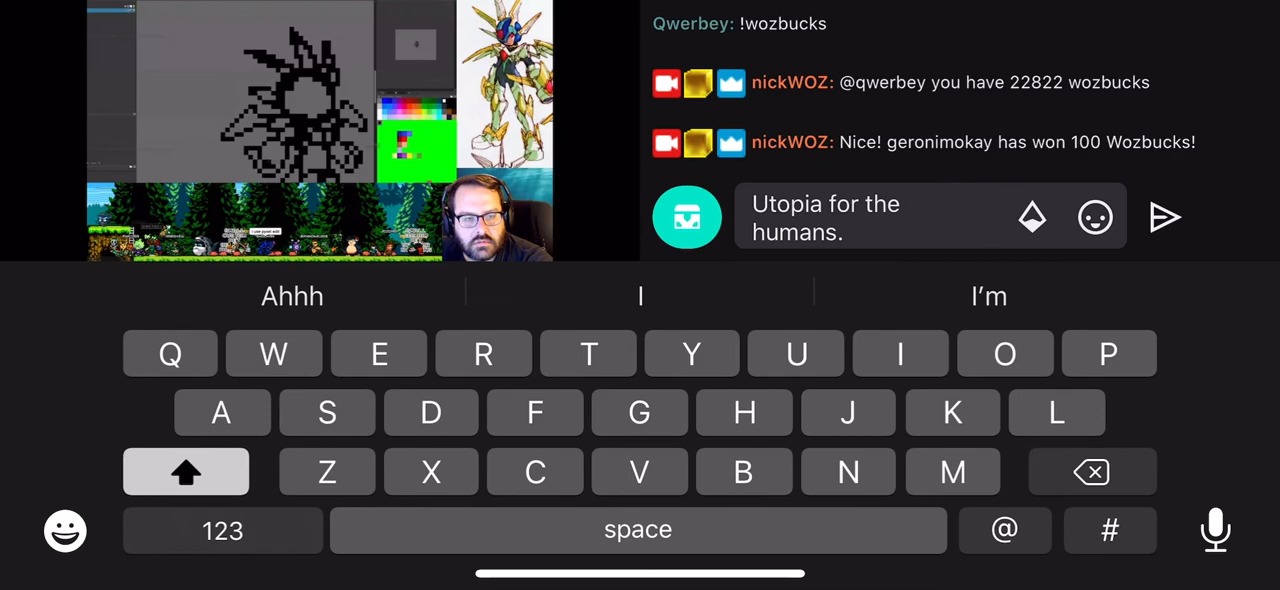 Qwerbey: !wozbucks
nickWOZ: @qwerbey you have 22822 wozbucks
nickWOZ: Nice! geronimokay has won 100 Wozbucks!
Utopia for the
humans.
Ahhh I I’m
Q W E R T Y U I O P
A S D F G H J K L
Z X C V B N M
123 space @ #